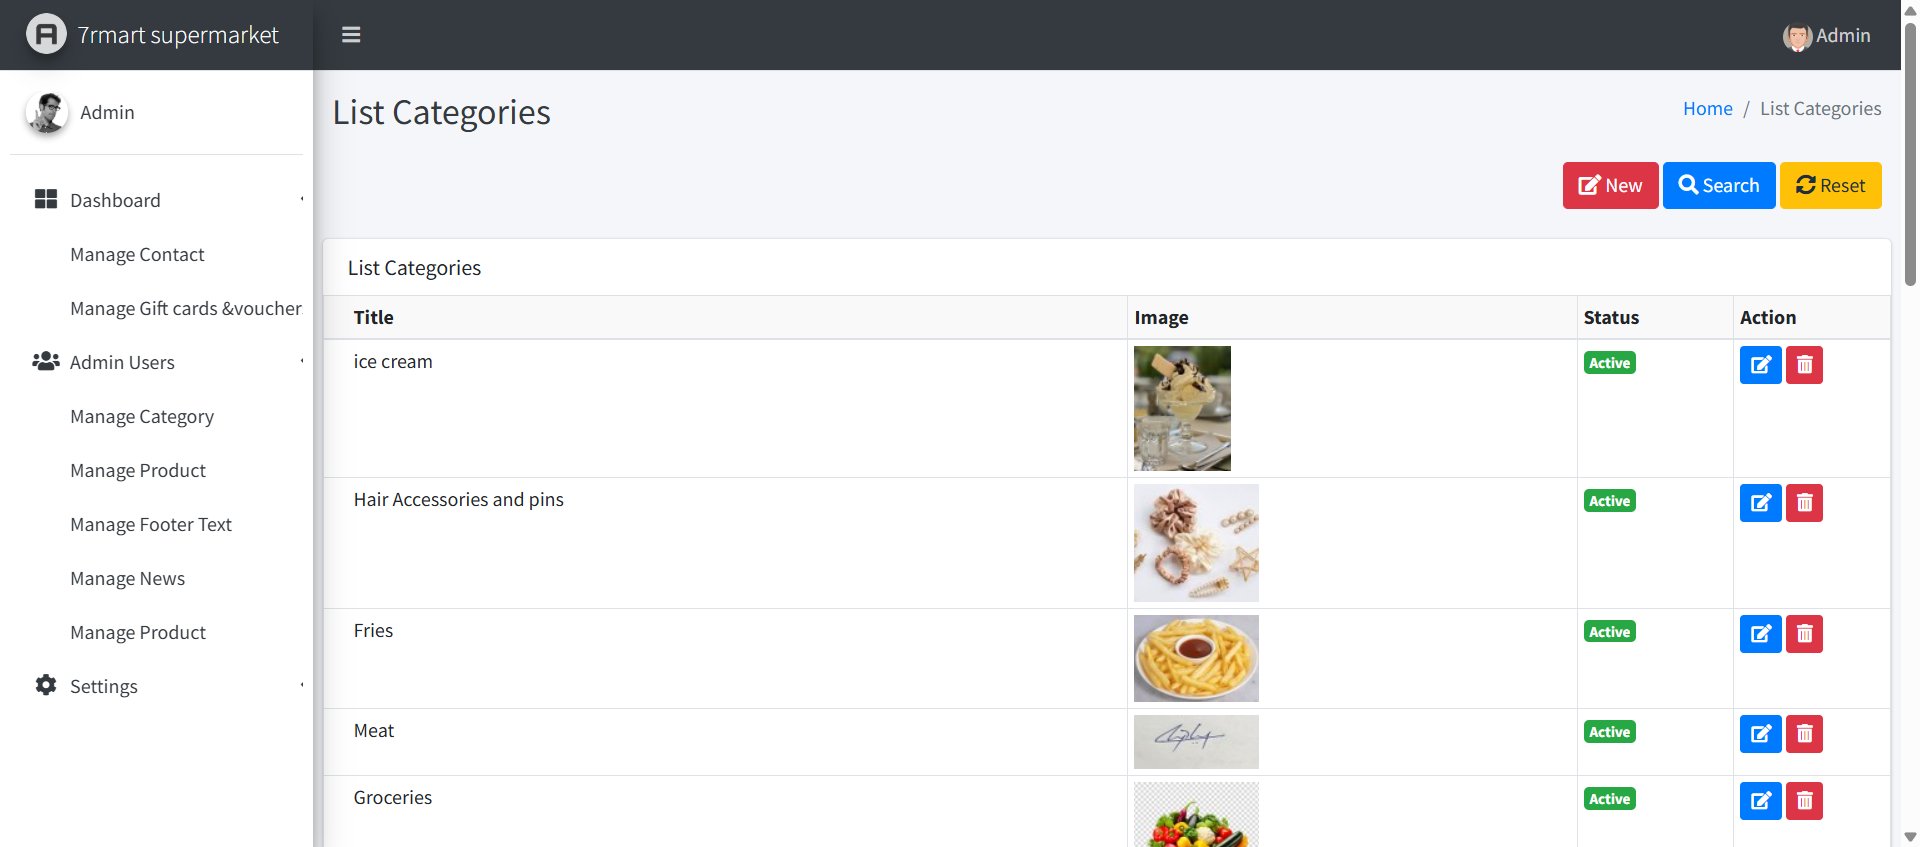 7rmart supermarket
Admin
Admin
Dashboard
Manage Contact
Manage Gift cards &voucher
Admin Users
Manage Category
Manage Product
Manage Footer Text
Manage News
Manage Product
Settings
List Categories
Home / List Categories
New Search Reset
List Categories
Title Image Status Action
ice cream Active
Hair Accessories and pins Active
Fries Active
Meat Active
Groceries Active